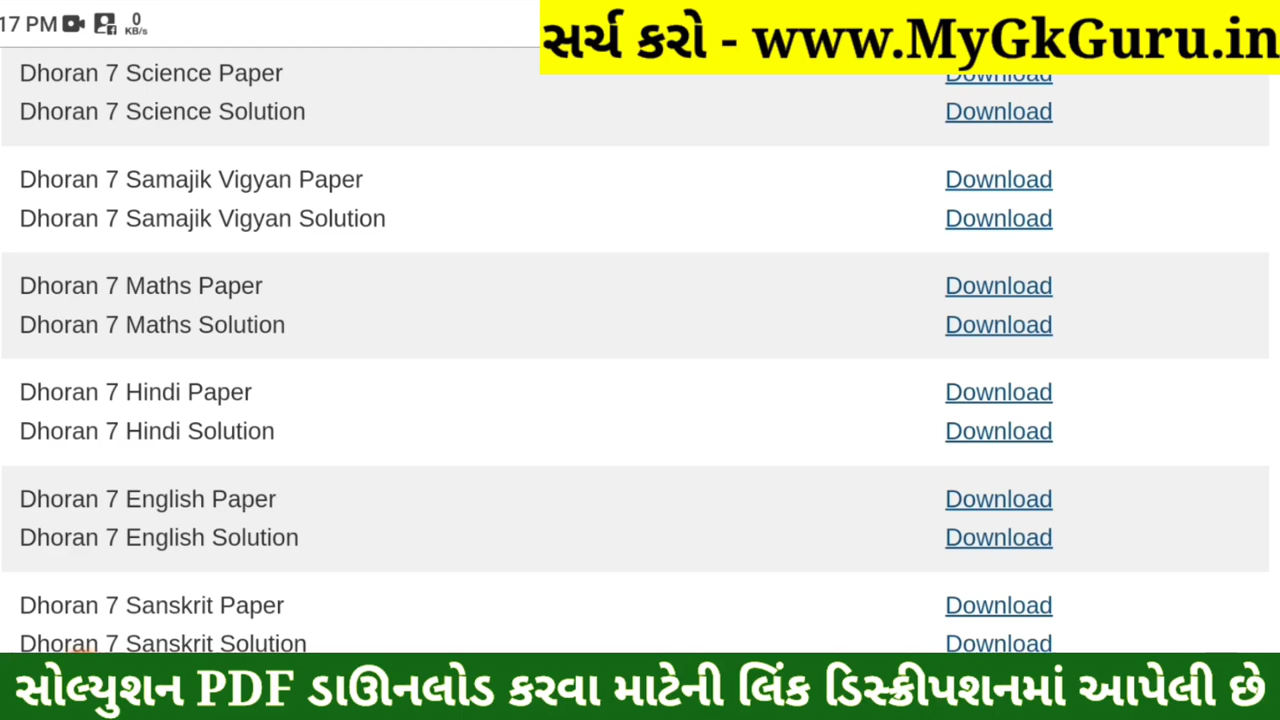 17 PM 0 KB/s
સર્ચ કરો - www.MyGkGuru.in
Dhoran 7 Science Paper Download
Dhoran 7 Science Solution Download
Dhoran 7 Samajik Vigyan Paper Download
Dhoran 7 Samajik Vigyan Solution Download
Dhoran 7 Maths Paper Download
Dhoran 7 Maths Solution Download
Dhoran 7 Hindi Paper Download
Dhoran 7 Hindi Solution Download
Dhoran 7 English Paper Download
Dhoran 7 English Solution Download
Dhoran 7 Sanskrit Paper Download
Dhoran 7 Sanskrit Solution Download
સોલ્યુશન PDF ડાઊનલોડ કરવા માટેની લિંક ડિસ્ક્રીપશનમાં આપેલી છે